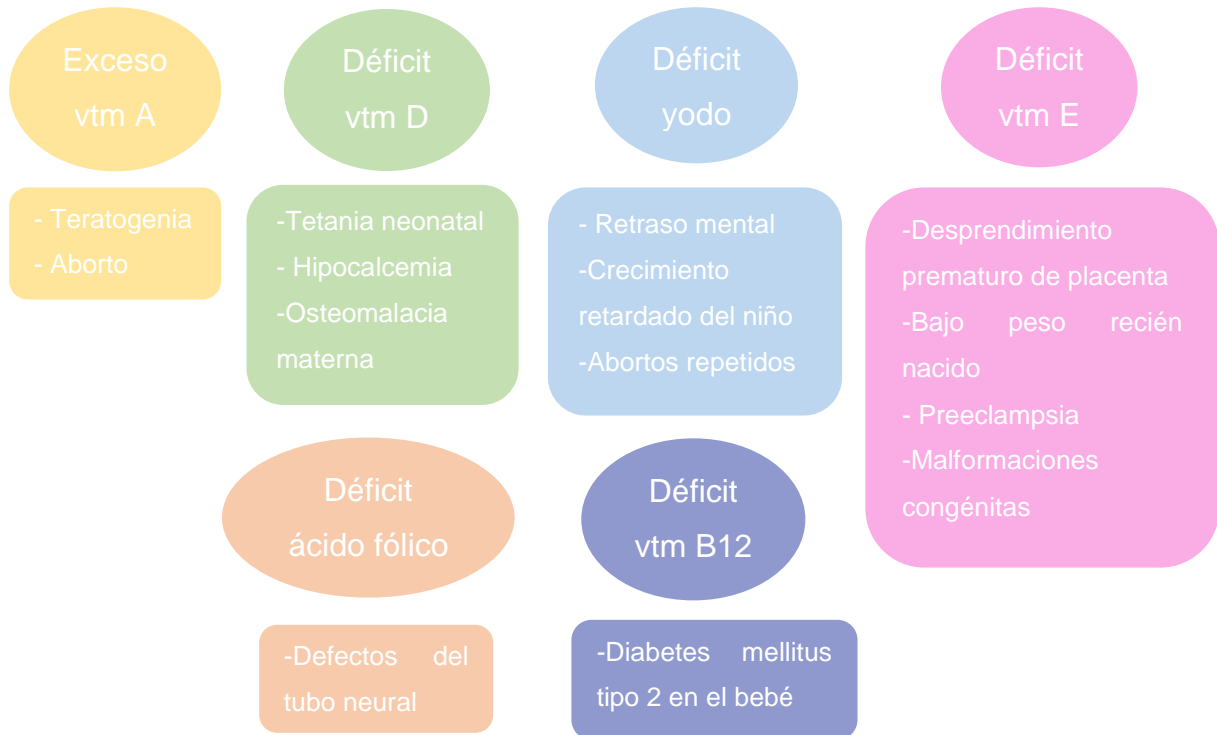 Exceso
vtm A
- Teratogenia
- Aborto
Déficit
vtm D
-Tetania neonatal
- Hipocalcemia
-Osteomalacia
materna
Déficit
yodo
- Retraso mental
-Crecimiento
retardado del niño
-Abortos repetidos
Déficit
vtm E
-Desprendimiento
prematuro de placenta
-Bajo peso recién
nacido
- Preeclampsia
-Malformaciones
congénitas
Déficit
ácido fólico
-Defectos del
tubo neural
Déficit
vtm B12
-Diabetes mellitus
tipo 2 en el bebé